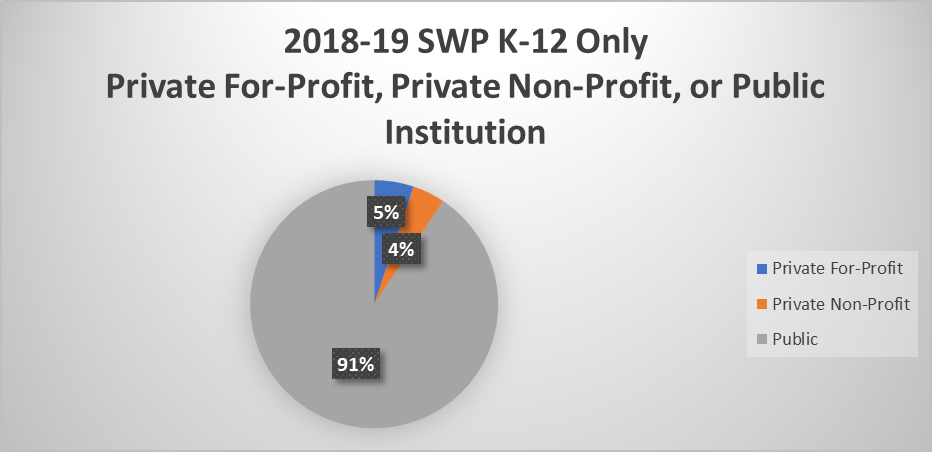 2018-19 SWP K-12 Only
Private For-Profit, Private Non-Profit, or Public
Institution
5%
4%
91%
Private For-Profit
Private Non-Profit
Public